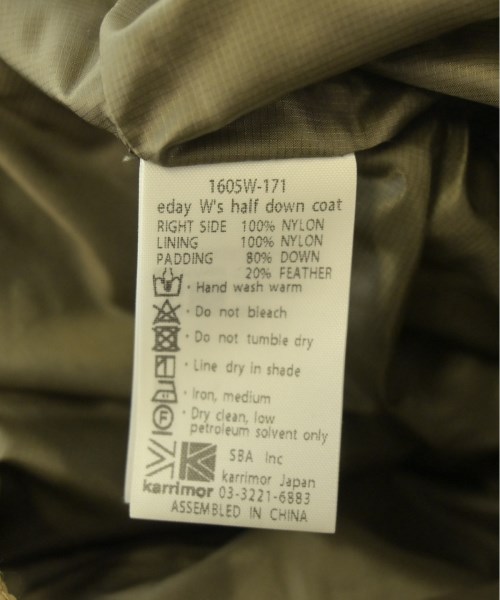 1605W-171
eday W's half down coat
RIGHT SIDE 100% NYLON
LINING 100% NYLON
PADDING 80% DOWN
20% FEATHER
· Hand wash warm
· Do not bleach
· Do not tumble dry
· Line dry in shade
· Iron, medium
· Dry clean, low
petroleum solvent only
F
SBA Inc
karrimor Japan
karrimor 03-3221-6883
ASSEMBLED IN CHINA